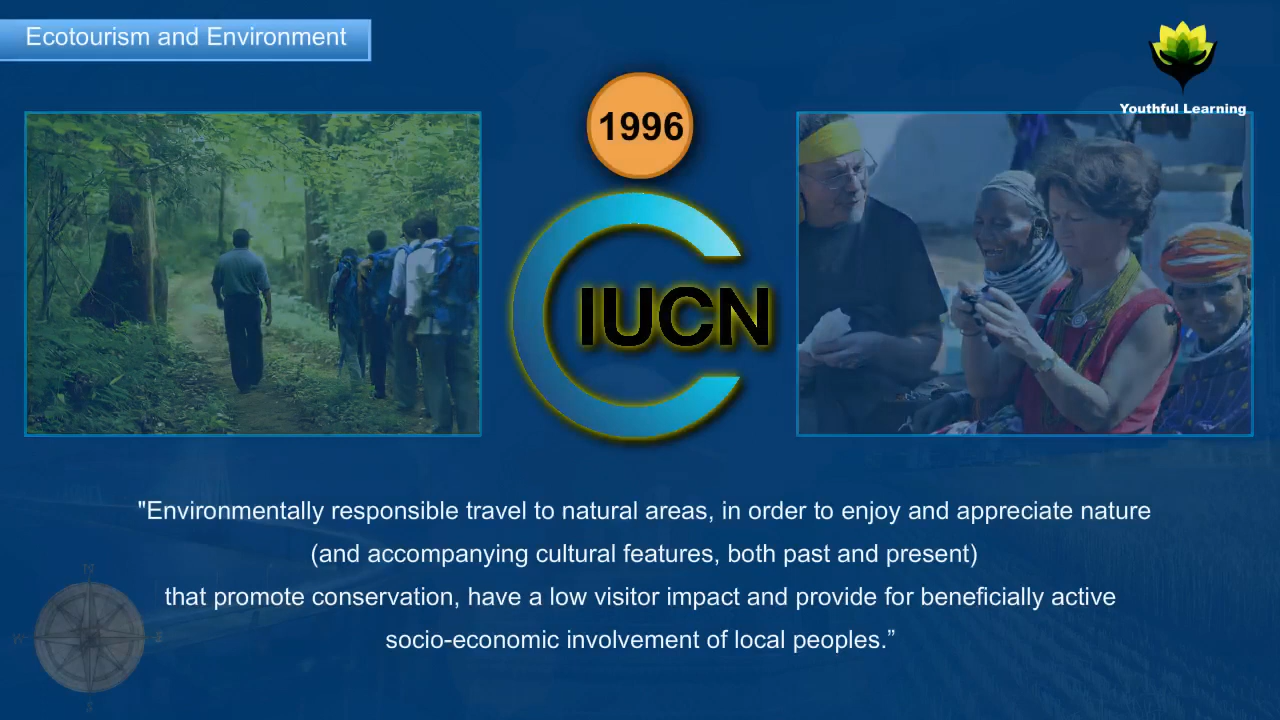 Ecotourism and Environment
Youthful Learning
1996
IUCN
"Environmentally responsible travel to natural areas, in order to enjoy and appreciate nature
(and accompanying cultural features, both past and present)
that promote conservation, have a low visitor impact and provide for beneficially active
socio-economic involvement of local peoples.”
N
W
E
S